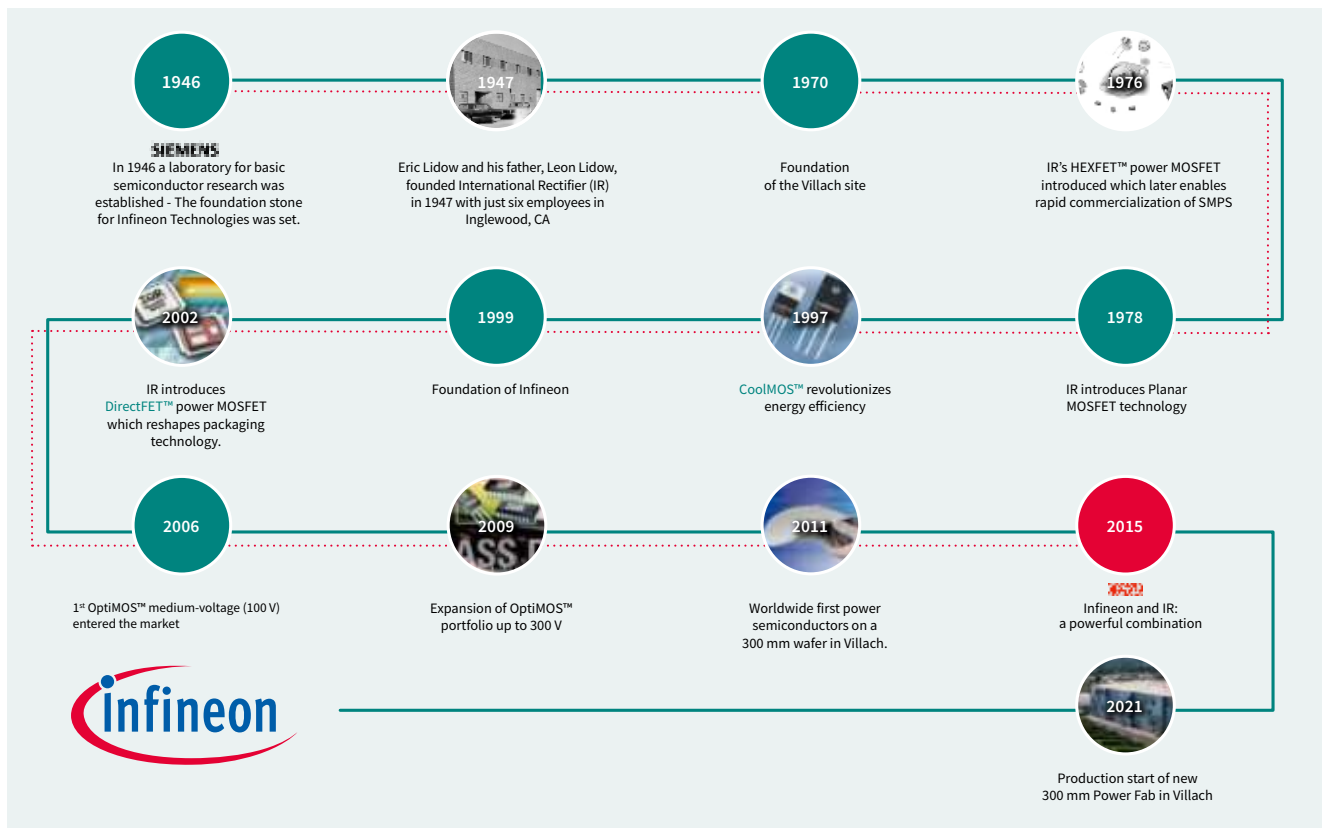 1946
SIEMENS
In 1946 a laboratory for basic
semiconductor research was
established - The foundation stone
for Infineon Technologies was set.
1947
Eric Lidow and his father, Leon Lidow,
founded International Rectifier (IR)
in 1947 with just six employees in
Inglewood, CA
1970
Foundation
of the Villach site
1976
IR’s HEXFET™ power MOSFET
introduced which later enables
rapid commercialization of SMPS
1978
IR introduces Planar
MOSFET technology
1997
CoolMOS™ revolutionizes
energy efficiency
1999
Foundation of Infineon
2002
IR introduces
DirectFET™ power MOSFET
which reshapes packaging
technology.
2006
1st OptiMOS™ medium-voltage (100 V)
entered the market
2009
Expansion of OptiMOS™
portfolio up to 300 V
2011
Worldwide first power
semiconductors on a
300 mm wafer in Villach.
2015
Infineon and IR:
a powerful combination
2021
Production start of new
300 mm Power Fab in Villach
infineon